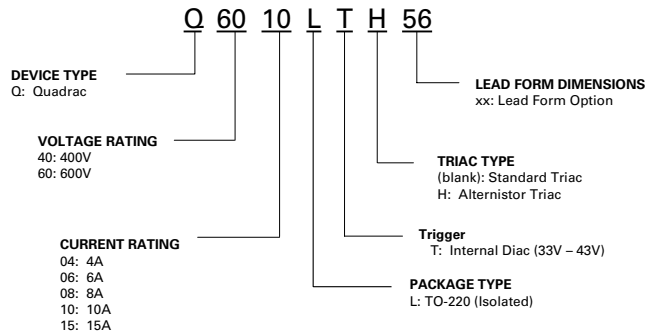 Q 60 10 L T H 56
DEVICE TYPE
Q: Quadrac
LEAD FORM DIMENSIONS
xx: Lead Form Option
VOLTAGE RATING
40: 400V
60: 600V
TRIAC TYPE
(blank): Standard Triac
H: Alternistor Triac
Trigger
T: Internal Diac (33V – 43V)
CURRENT RATING
04: 4A
06: 6A
08: 8A
10: 10A
15: 15A
PACKAGE TYPE
L: TO-220 (Isolated)